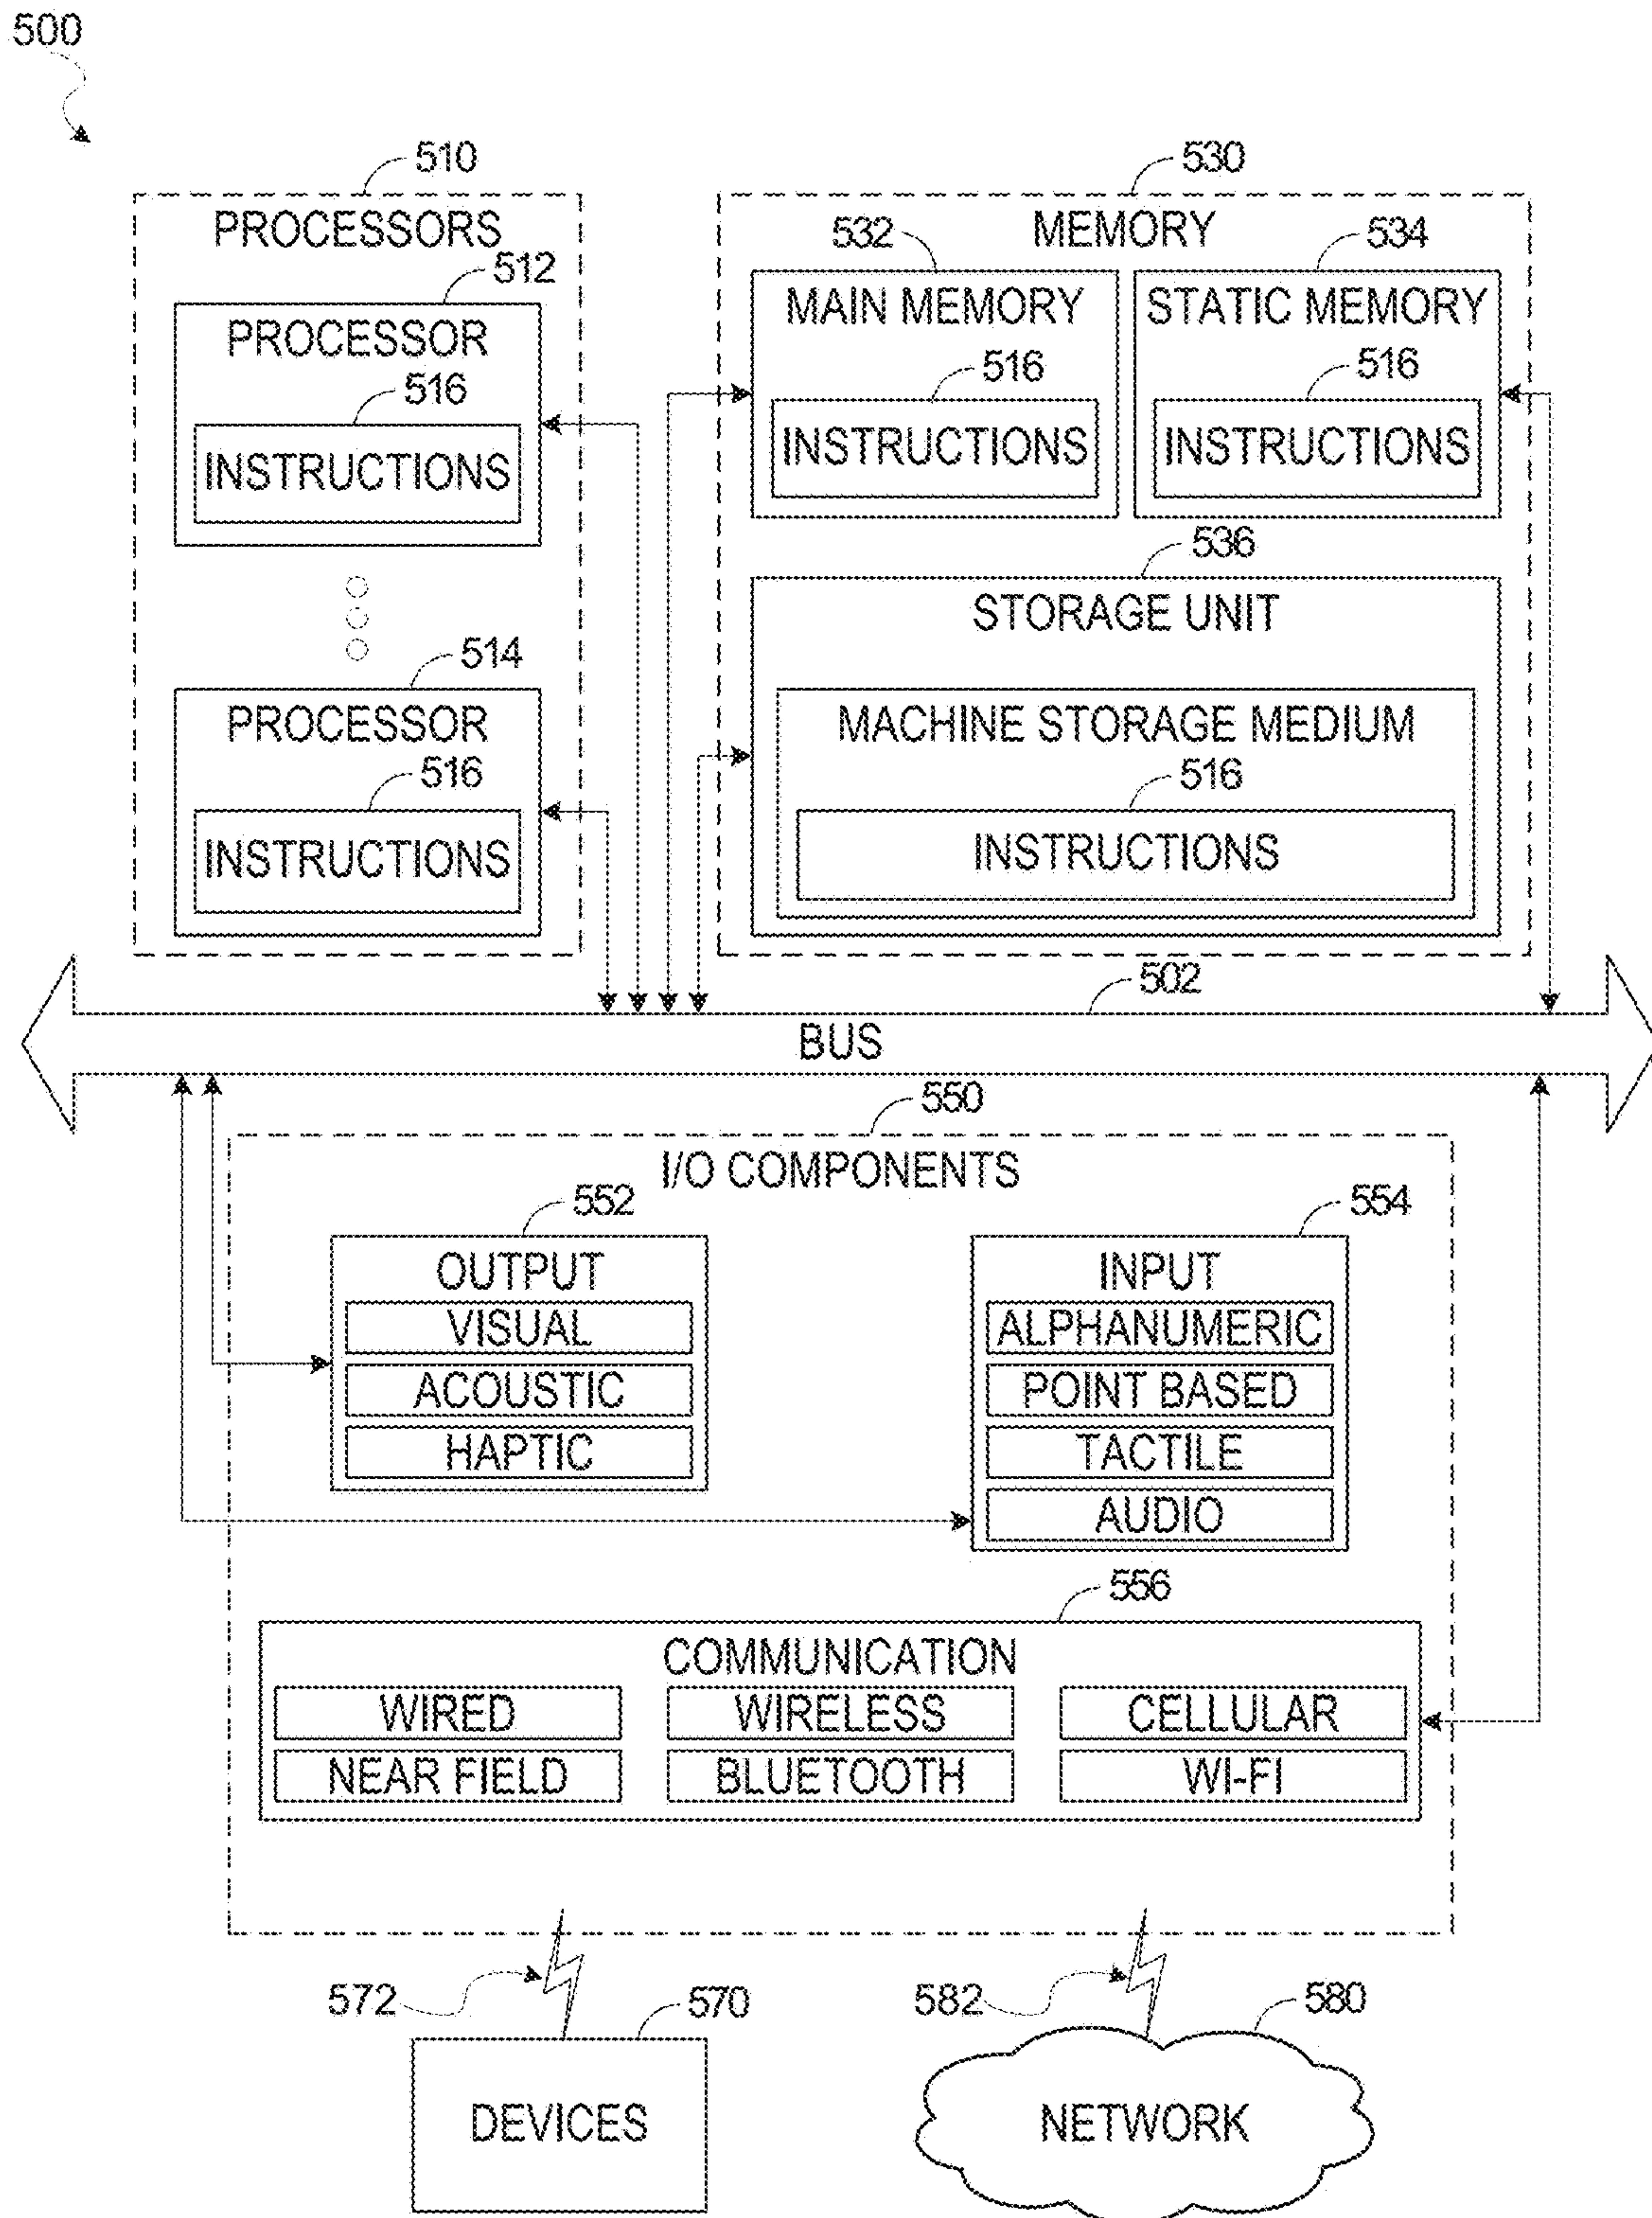 500
510
PROCESSORS
512
PROCESSOR
516
INSTRUCTIONS
514
PROCESSOR
516
INSTRUCTIONS
530
MEMORY
532
MAIN MEMORY
516
INSTRUCTIONS
534
STATIC MEMORY
516
INSTRUCTIONS
536
STORAGE UNIT
MACHINE STORAGE MEDIUM
516
INSTRUCTIONS
502
BUS
550
I/O COMPONENTS
552
OUTPUT
VISUAL
ACOUSTIC
HAPTIC
554
INPUT
ALPHANUMERIC
POINT BASED
TACTILE
AUDIO
556
COMMUNICATION
WIRED
WIRELESS
CELLULAR
NEAR FIELD
BLUETOOTH
WI-FI
572
570
DEVICES
582
580
NETWORK